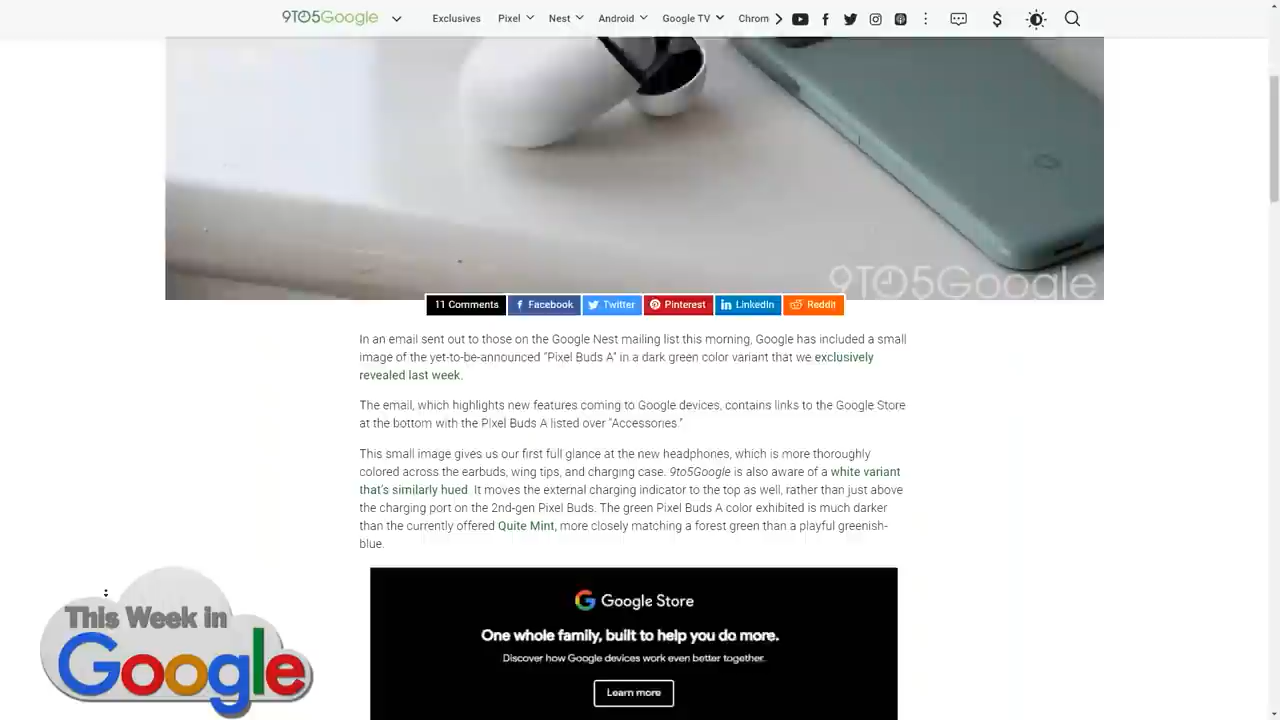 9TO5Google
Exclusives
Pixel
Nest
Android
Google TV
Chrom
9TO5Google
11 Comments
Facebook
Twitter
Pinterest
LinkedIn
Reddit
In an email sent out to those on the Google Nest mailing list this morning, Google has included a small
image of the yet-to-be-announced “Pixel Buds A” in a dark green color variant that we exclusively
revealed last week.
The email, which highlights new features coming to Google devices, contains links to the Google Store
at the bottom with the Pixel Buds A listed over “Accessories.”
This small image gives us our first full glance at the new headphones, which is more thoroughly
colored across the earbuds, wing tips, and charging case. 9to5Google is also aware of a white variant
that’s similarly hued It moves the external charging indicator to the top as well, rather than just above
the charging port on the 2nd-gen Pixel Buds. The green Pixel Buds A color exhibited is much darker
than the currently offered Quite Mint, more closely matching a forest green than a playful greenish-
blue.
Google Store
One whole family, built to help you do more.
Discover how Google devices work even better together.
Learn more
This Week in
Google